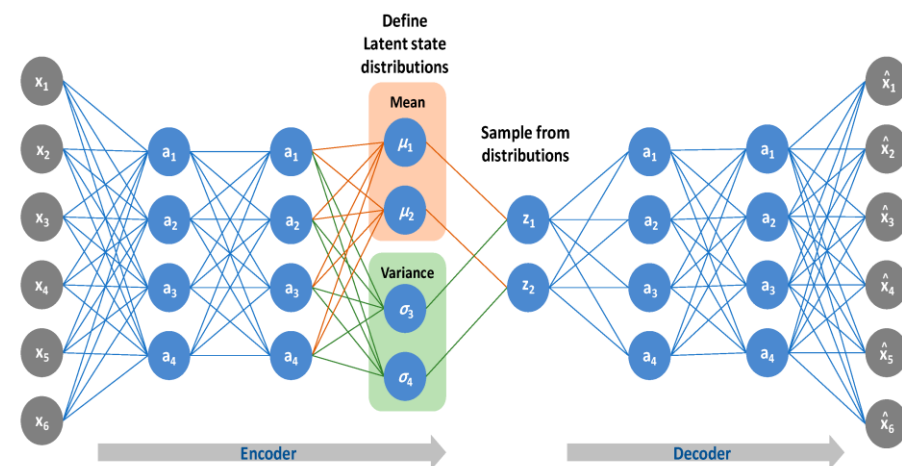 Define
Latent state
distributions
Mean
Variance
Sample from
distributions
x₁
x₂
x₃
x₄
x₅
x₆
a₁
a₂
a₃
a₄
a₁
a₂
a₃
a₄
μ₁
μ₂
σ₃
σ₄
z₁
z₂
a₁
a₂
a₃
a₄
a₁
a₂
a₃
a₄
x̂₁
x̂₂
x̂₃
x̂₄
x̂₅
x̂₆
Encoder
Decoder